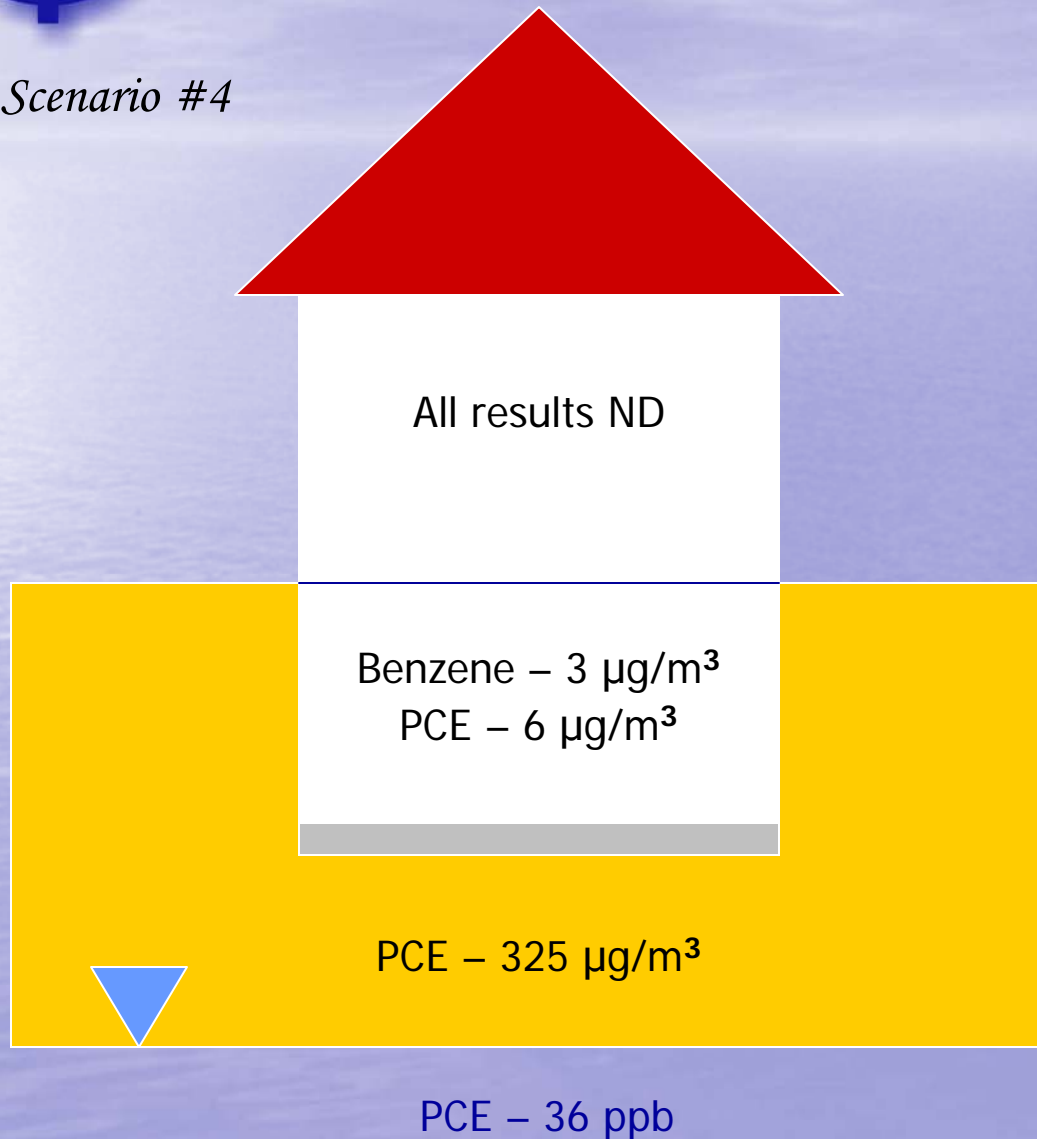 Scenario #4
All results ND
Benzene – 3 µg/m³
PCE – 6 µg/m³
PCE – 325 µg/m³
PCE – 36 ppb